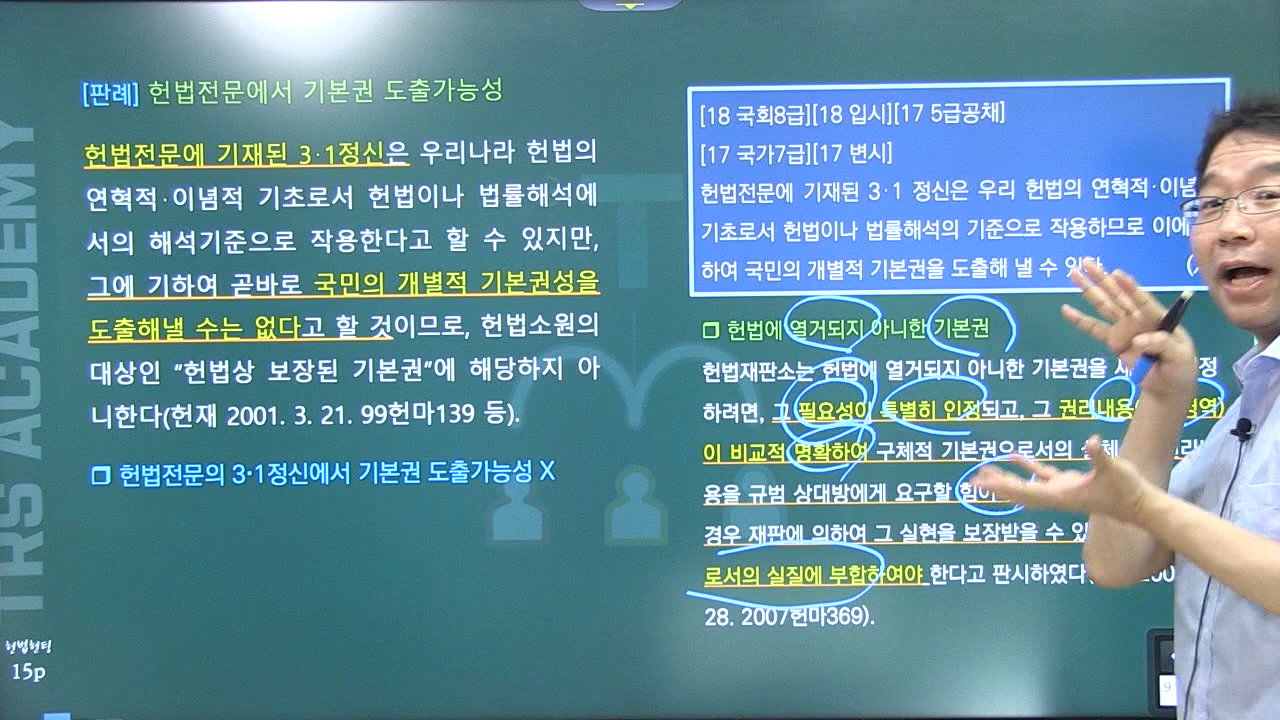 [판례] 헌법전문에서 기본권 도출가능성
헌법전문에 기재된 3·1정신은 우리나라 헌법의
연혁적·이념적 기초로서 헌법이나 법률해석에
서의 해석기준으로 작용한다고 할 수 있지만,
그에 기하여 곧바로 국민의 개별적 기본권성을
도출해낼 수는 없다고 할 것이므로, 헌법소원의
대상인 "헌법상 보장된 기본권"에 해당하지 아
니한다(헌재 2001. 3. 21. 99헌마139 등).
❒ 헌법전문의 3·1정신에서 기본권 도출가능성 X
[18 국회8급][18 입시][17 5급공채]
[17 국가7급][17 변시]
헌법전문에 기재된 3·1 정신은 우리 헌법의 연혁적·이념
기초로서 헌법이나 법률해석의 기준으로 작용하므로 이에
하여 국민의 개별적 기본권을 도출해 낼 수 있다
❒ 헌법에 열거되지 아니한 기본권
헌법재판소는 헌법에 열거되지 아니한 기본권을 정
하려면, 그 필요성이 특별히 인정되고, 그 권리내용 역)
이 비교적 명확하여 구체적 기본권으로서의
용을 규범 상대방에게 요구할 힘이
경우 재판에 의하여 그 실현을 보장받을 수 있
로서의 실질에 부합하여야 한다고 판시하였다
28. 2007헌마369).
TRS ACADEMY
헌법헌팅
15p
9